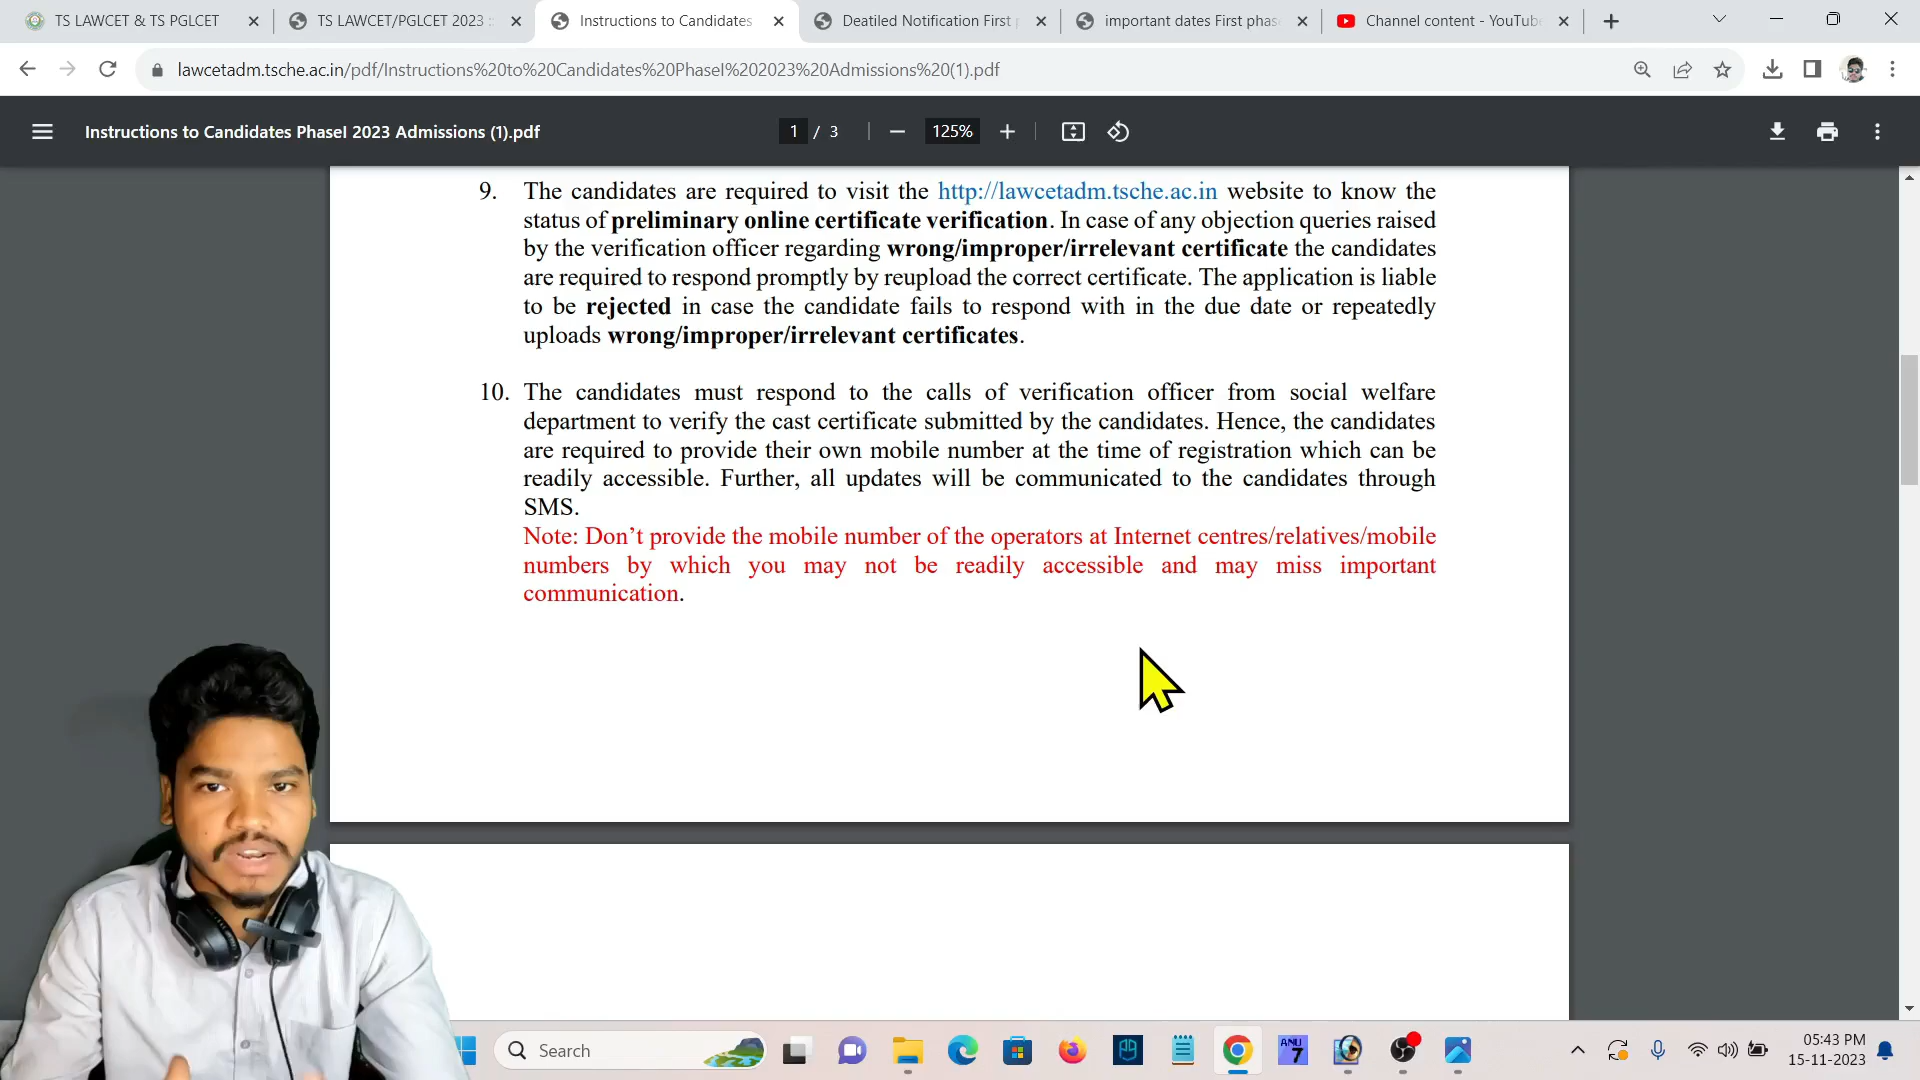 TS LAWCET & TS PGLCET
TS LAWCET/PGLCET 2023 ::
Instructions to Candidates
Deatiled Notification First p
important dates First phas
Channel content - YouTub
lawcetadm.tsche.ac.in/pdf/Instructions%20to%20Candidates%20PhaseI%202023%20Admissions%20(1).pdf
Instructions to Candidates PhaseI 2023 Admissions (1).pdf
1 / 3
125%
9. The candidates are required to visit the http://lawcetadm.tsche.ac.in website to know the
status of preliminary online certificate verification. In case of any objection queries raised
by the verification officer regarding wrong/improper/irrelevant certificate the candidates
are required to respond promptly by reupload the correct certificate. The application is liable
to be rejected in case the candidate fails to respond with in the due date or repeatedly
uploads wrong/improper/irrelevant certificates.
10. The candidates must respond to the calls of verification officer from social welfare
department to verify the cast certificate submitted by the candidates. Hence, the candidates
are required to provide their own mobile number at the time of registration which can be
readily accessible. Further, all updates will be communicated to the candidates through
SMS.
Note: Don’t provide the mobile number of the operators at Internet centres/relatives/mobile
numbers by which you may not be readily accessible and may miss important
communication.
Search
ANU
7
05:43 PM
15-11-2023